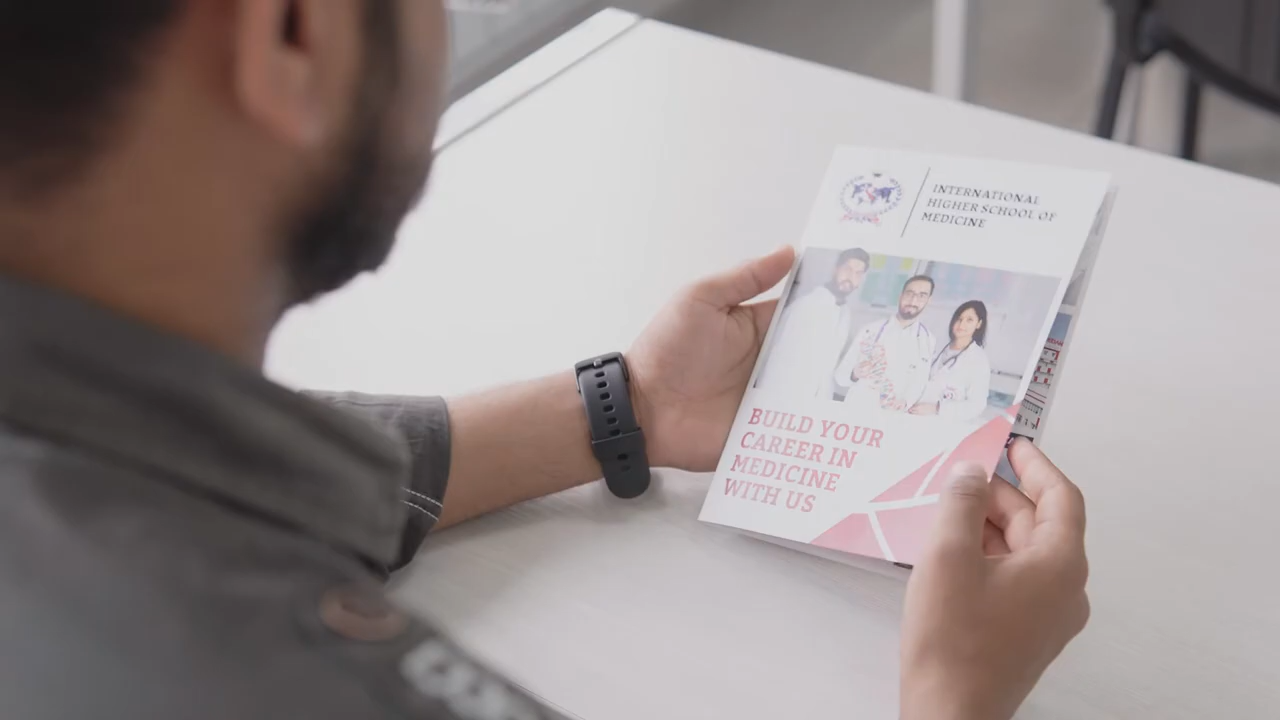 INTERNATIONAL
HIGHER SCHOOL OF
MEDICINE
BUILD YOUR
CAREER IN
MEDICINE
WITH US